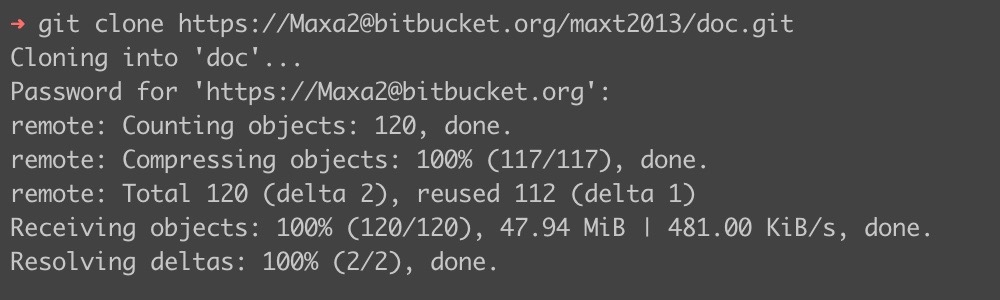 ➜ git clone https://Maxa2@bitbucket.org/maxt2013/doc.git
Cloning into 'doc'...
Password for 'https://Maxa2@bitbucket.org':
remote: Counting objects: 120, done.
remote: Compressing objects: 100% (117/117), done.
remote: Total 120 (delta 2), reused 112 (delta 1)
Receiving objects: 100% (120/120), 47.94 MiB | 481.00 KiB/s, done.
Resolving deltas: 100% (2/2), done.